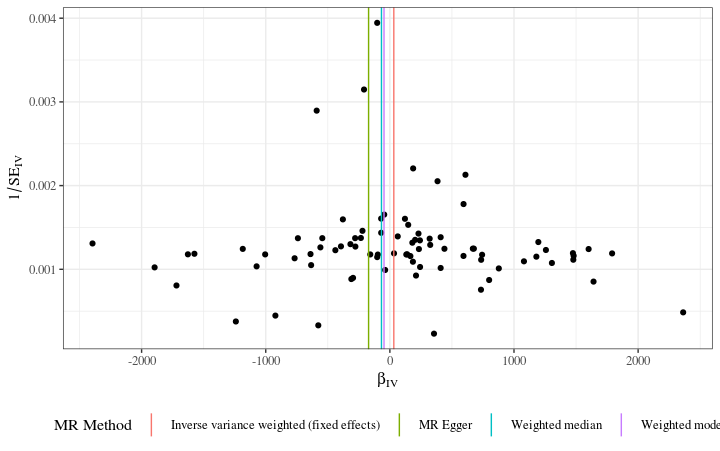 0.004
0.003
0.002
0.001
1/SE_IV
-2000 -1000 0 1000 2000
β_IV
MR Method Inverse variance weighted (fixed effects) MR Egger Weighted median Weighted mode